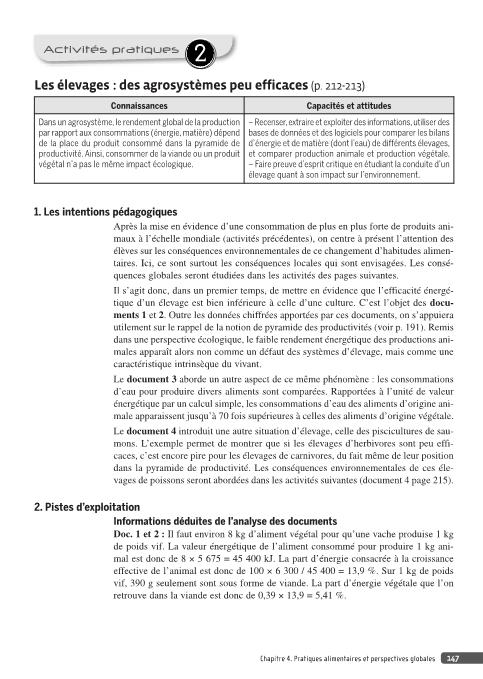 Activités pratiques 2
Les élevages : des agrosystèmes peu efficaces (p. 212-213)
Connaissances
Dans un agrosystème, le rendement global de la production
par rapport aux consommations (énergie, matière) dépend
de la place du produit consommé dans la pyramide de
productivité. Ainsi, consommer de la viande ou un produit
végétal n'a pas le même impact écologique.
Capacités et attitudes
– Recenser, extraire et exploiter des informations, utiliser des
bases de données et des logiciels pour comparer les bilans
d'énergie et de matière (dont l'eau) de différents élevages,
et comparer production animale et production végétale.
– Faire preuve d'esprit critique en étudiant la conduite d'un
élevage quant à son impact sur l'environnement.
1. Les intentions pédagogiques
Après la mise en évidence d'une consommation de plus en plus forte de produits ani-
maux à l'échelle mondiale (activités précédentes), on centre à présent l'attention des
élèves sur les conséquences environnementales de ce changement d'habitudes alimen-
taires. Ici, ce sont surtout les conséquences locales qui sont envisagées. Les consé-
quences globales seront étudiées dans les activités des pages suivantes.
Il s'agit donc, dans un premier temps, de mettre en évidence que l'efficacité énergé-
tique d'un élevage est bien inférieure à celle d'une culture. C'est l'objet des docu-
ments 1 et 2. Outre les données chiffrées apportées par ces documents, on s'appuiera
utilement sur le rappel de la notion de pyramide des productivités (voir p. 191). Remis
dans une perspective écologique, le faible rendement énergétique des productions ani-
males apparaît alors non comme un défaut des systèmes d'élevage, mais comme une
caractéristique intrinsèque du vivant.
Le document 3 aborde un autre aspect de ce même phénomène : les consommations
d'eau pour produire divers aliments sont comparées. Rapportées à l'unité de valeur
énergétique par un calcul simple, les consommations d'eau des aliments d'origine ani-
male apparaissent jusqu'à 70 fois supérieures à celles des aliments d'origine végétale.
Le document 4 introduit une autre situation d'élevage, celle des piscicultures de sau-
mons. L'exemple permet de montrer que si les élevages d'herbivores sont peu effi-
caces, c'est encore pire pour les élevages de carnivores, du fait même de leur position
dans la pyramide de productivité. Les conséquences environnementales de ces éle-
vages de poissons seront abordées dans les activités suivantes (document 4 page 215).
2. Pistes d'exploitation
Informations déduites de l'analyse des documents
Doc. 1 et 2 : Il faut environ 8 kg d'aliment végétal pour qu'une vache produise 1 kg
de poids vif. La valeur énergétique de l'aliment consommé pour produire 1 kg ani-
mal est donc de 8 × 5 675 = 45 400 kJ. La part d'énergie consacrée à la croissance
effective de l'animal est donc de 100 × 6 300 / 45 400 = 13,9 %. Sur 1 kg de poids
vif, 390 g seulement sont sous forme de viande. La part d'énergie végétale que l'on
retrouve dans la viande est donc de 0,39 × 13,9 = 5,41 %.
Chapitre 4. Pratiques alimentaires et perspectives globales 147